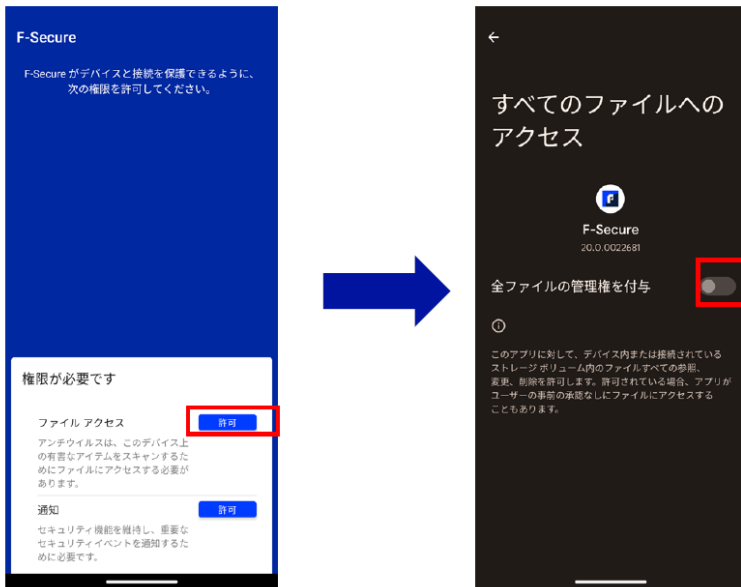 F-Secure
F-Secure がデバイスと接続を保護できるように、
次の権限を許可してください。
権限が必要です
ファイル アクセス
許可
アンチウイルスは、このデバイス上
の有害なアイテムをスキャンするた
めにファイルにアクセスする必要が
あります。
通知
許可
セキュリティ機能を維持し、重要な
セキュリティイベントを通知するた
めに必要です。
すべてのファイルへの
アクセス
F-Secure
20.0.0022681
全ファイルの管理権を付与
このアプリに対して、デバイス内または接続されている
ストレージ ボリューム内のファイルすべての参照、
変更、削除を許可します。許可されている場合、アプリが
ユーザーの事前の承認なしにファイルにアクセスする
こともあります。